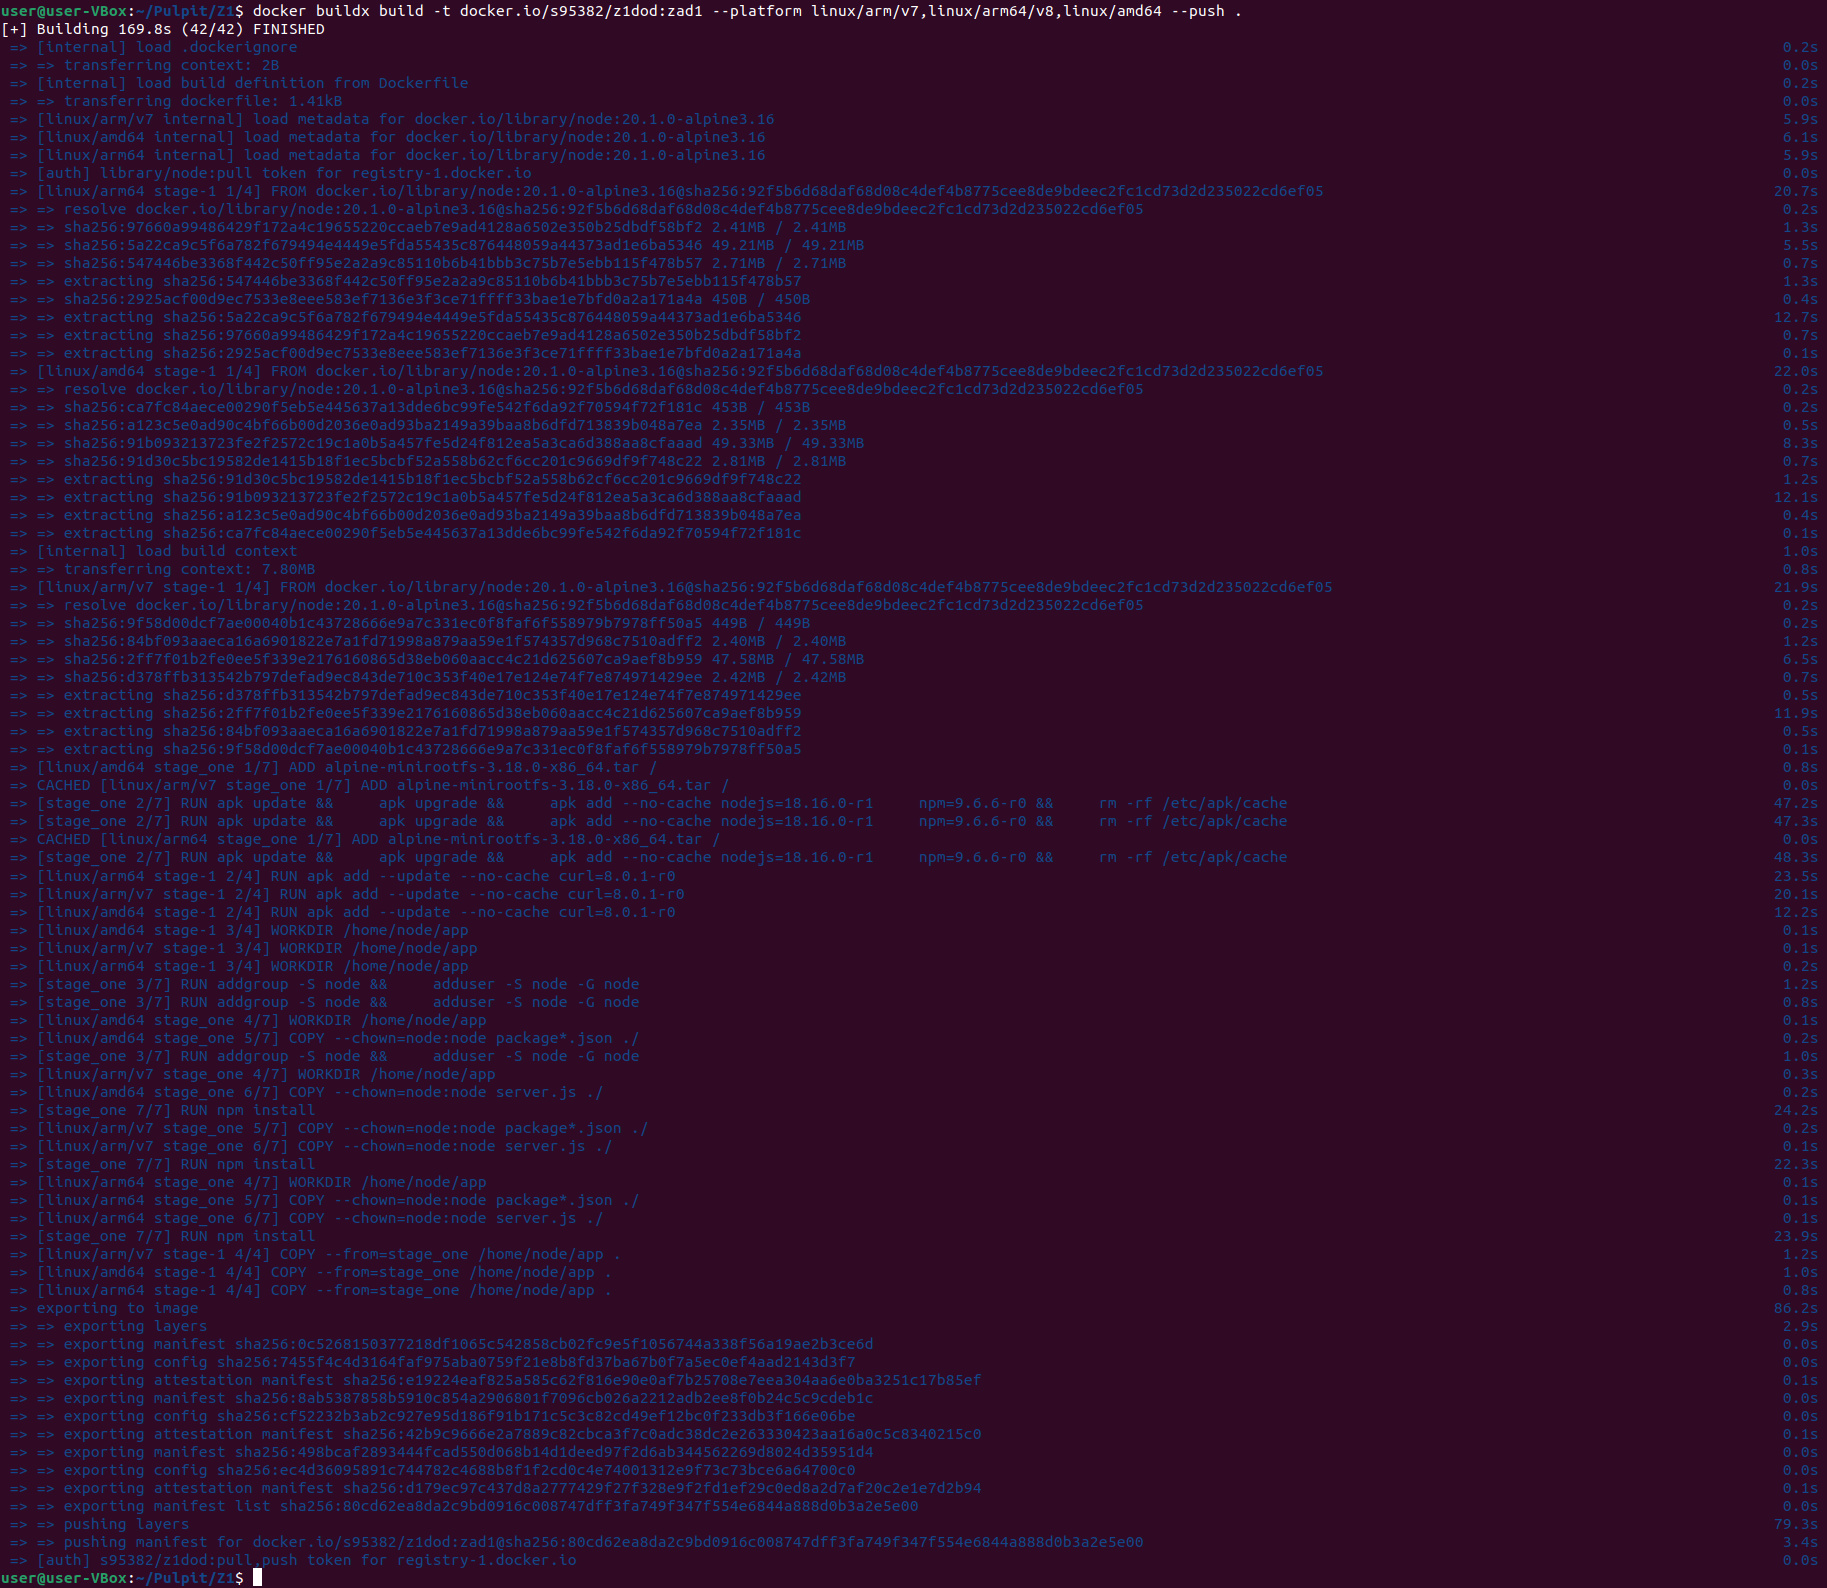 user@user-VBox:~/Pulpit/Z1$ docker buildx build -t docker.io/s95382/z1dod:zad1 --platform linux/arm/v7,linux/arm64/v8,linux/amd64 --push .
[+] Building 169.8s (42/42) FINISHED
=> [internal] load .dockerignore 0.2s
=> => transferring context: 2B 0.0s
=> [internal] load build definition from Dockerfile 0.2s
=> => transferring dockerfile: 1.41kB 0.0s
=> [linux/arm/v7 internal] load metadata for docker.io/library/node:20.1.0-alpine3.16 5.9s
=> [linux/amd64 internal] load metadata for docker.io/library/node:20.1.0-alpine3.16 6.1s
=> [linux/arm64 internal] load metadata for docker.io/library/node:20.1.0-alpine3.16 5.9s
=> [auth] library/node:pull token for registry-1.docker.io 0.0s
=> [linux/arm64 stage-1 1/4] FROM docker.io/library/node:20.1.0-alpine3.16@sha256:92f5b6d68daf68d08c4def4b8775cee8de9bdeec2fc1cd73d2d235022cd6ef05 20.7s
=> => resolve docker.io/library/node:20.1.0-alpine3.16@sha256:92f5b6d68daf68d08c4def4b8775cee8de9bdeec2fc1cd73d2d235022cd6ef05 0.2s
=> => sha256:97660a99486429f172a4c19655220ccaeb7e9ad4128a6502e350b25dbdf58bf2 2.41MB / 2.41MB 1.3s
=> => sha256:5a22ca9c5f6a782f679494e4449e5fda55435c876448059a44373ad1e6ba5346 49.21MB / 49.21MB 5.5s
=> => sha256:547446be3368f442c50ff95e2a2a9c85110b6b41bbb3c75b7e5ebb115f478b57 2.71MB / 2.71MB 0.7s
=> => extracting sha256:547446be3368f442c50ff95e2a2a9c85110b6b41bbb3c75b7e5ebb115f478b57 1.3s
=> => sha256:2925acf00d9ec7533e8eee583ef7136e3f3ce71ffff33bae1e7bfd0a2a171a4a 450B / 450B 0.4s
=> => extracting sha256:5a22ca9c5f6a782f679494e4449e5fda55435c876448059a44373ad1e6ba5346 12.7s
=> => extracting sha256:97660a99486429f172a4c19655220ccaeb7e9ad4128a6502e350b25dbdf58bf2 0.7s
=> => extracting sha256:2925acf00d9ec7533e8eee583ef7136e3f3ce71ffff33bae1e7bfd0a2a171a4a 0.1s
=> [linux/amd64 stage-1 1/4] FROM docker.io/library/node:20.1.0-alpine3.16@sha256:92f5b6d68daf68d08c4def4b8775cee8de9bdeec2fc1cd73d2d235022cd6ef05 22.0s
=> => resolve docker.io/library/node:20.1.0-alpine3.16@sha256:92f5b6d68daf68d08c4def4b8775cee8de9bdeec2fc1cd73d2d235022cd6ef05 0.2s
=> => sha256:ca7fc84aece00290f5eb5e445637a13dde6bc99fe542f6da92f70594f72f181c 453B / 453B 0.2s
=> => sha256:a123c5e0ad90c4bf66b00d2036e0ad93ba2149a39baa8b6dfd713839b048a7ea 2.35MB / 2.35MB 0.5s
=> => sha256:91b093213723fe2f2572c19c1a0b5a457fe5d24f812ea5a3ca6d388aa8cfaaad 49.33MB / 49.33MB 8.3s
=> => sha256:91d30c5bc19582de1415b18f1ec5bcbf52a558b62cf6cc201c9669df9f748c22 2.81MB / 2.81MB 0.7s
=> => extracting sha256:91d30c5bc19582de1415b18f1ec5bcbf52a558b62cf6cc201c9669df9f748c22 1.2s
=> => extracting sha256:91b093213723fe2f2572c19c1a0b5a457fe5d24f812ea5a3ca6d388aa8cfaaad 12.1s
=> => extracting sha256:a123c5e0ad90c4bf66b00d2036e0ad93ba2149a39baa8b6dfd713839b048a7ea 0.4s
=> => extracting sha256:ca7fc84aece00290f5eb5e445637a13dde6bc99fe542f6da92f70594f72f181c 0.1s
=> [internal] load build context 1.0s
=> => transferring context: 7.80MB 0.8s
=> [linux/arm/v7 stage-1 1/4] FROM docker.io/library/node:20.1.0-alpine3.16@sha256:92f5b6d68daf68d08c4def4b8775cee8de9bdeec2fc1cd73d2d235022cd6ef05 21.9s
=> => resolve docker.io/library/node:20.1.0-alpine3.16@sha256:92f5b6d68daf68d08c4def4b8775cee8de9bdeec2fc1cd73d2d235022cd6ef05 0.2s
=> => sha256:9f58d00dcf7ae00040b1c43728666e9a7c331ec0f8faf6f558979b7978ff50a5 449B / 449B 0.2s
=> => sha256:84bf093aaeca16a6901822e7a1fd71998a879aa59e1f574357d968c7510adff2 2.40MB / 2.40MB 1.2s
=> => sha256:2ff7f01b2fe0ee5f339e2176160865d38eb060aacc4c21d625607ca9aef8b959 47.58MB / 47.58MB 6.5s
=> => sha256:d378ffb313542b797defad9ec843de710c353f40e17e124e74f7e874971429ee 2.42MB / 2.42MB 0.7s
=> => extracting sha256:d378ffb313542b797defad9ec843de710c353f40e17e124e74f7e874971429ee 0.5s
=> => extracting sha256:2ff7f01b2fe0ee5f339e2176160865d38eb060aacc4c21d625607ca9aef8b959 11.9s
=> => extracting sha256:84bf093aaeca16a6901822e7a1fd71998a879aa59e1f574357d968c7510adff2 0.5s
=> => extracting sha256:9f58d00dcf7ae00040b1c43728666e9a7c331ec0f8faf6f558979b7978ff50a5 0.1s
=> [linux/amd64 stage_one 1/7] ADD alpine-minirootfs-3.18.0-x86_64.tar / 0.8s
=> CACHED [linux/arm/v7 stage_one 1/7] ADD alpine-minirootfs-3.18.0-x86_64.tar / 0.0s
=> [stage_one 2/7] RUN apk update &&     apk upgrade &&     apk add --no-cache nodejs=18.16.0-r1     npm=9.6.6-r0 &&     rm -rf /etc/apk/cache 47.2s
=> [stage_one 2/7] RUN apk update &&     apk upgrade &&     apk add --no-cache nodejs=18.16.0-r1     npm=9.6.6-r0 &&     rm -rf /etc/apk/cache 47.3s
=> CACHED [linux/arm64 stage_one 1/7] ADD alpine-minirootfs-3.18.0-x86_64.tar / 0.0s
=> [stage_one 2/7] RUN apk update &&     apk upgrade &&     apk add --no-cache nodejs=18.16.0-r1     npm=9.6.6-r0 &&     rm -rf /etc/apk/cache 48.3s
=> [linux/arm64 stage-1 2/4] RUN apk add --update --no-cache curl=8.0.1-r0 23.5s
=> [linux/arm/v7 stage-1 2/4] RUN apk add --update --no-cache curl=8.0.1-r0 20.1s
=> [linux/amd64 stage-1 2/4] RUN apk add --update --no-cache curl=8.0.1-r0 12.2s
=> [linux/amd64 stage-1 3/4] WORKDIR /home/node/app 0.1s
=> [linux/arm/v7 stage-1 3/4] WORKDIR /home/node/app 0.1s
=> [linux/arm64 stage-1 3/4] WORKDIR /home/node/app 0.2s
=> [stage_one 3/7] RUN addgroup -S node &&     adduser -S node -G node 1.2s
=> [stage_one 3/7] RUN addgroup -S node &&     adduser -S node -G node 0.8s
=> [linux/amd64 stage_one 4/7] WORKDIR /home/node/app 0.1s
=> [linux/amd64 stage_one 5/7] COPY --chown=node:node package*.json ./ 0.2s
=> [stage_one 3/7] RUN addgroup -S node &&     adduser -S node -G node 1.0s
=> [linux/arm/v7 stage_one 4/7] WORKDIR /home/node/app 0.3s
=> [linux/amd64 stage_one 6/7] COPY --chown=node:node server.js ./ 0.2s
=> [stage_one 7/7] RUN npm install 24.2s
=> [linux/arm/v7 stage_one 5/7] COPY --chown=node:node package*.json ./ 0.2s
=> [linux/arm/v7 stage_one 6/7] COPY --chown=node:node server.js ./ 0.1s
=> [stage_one 7/7] RUN npm install 22.3s
=> [linux/arm64 stage_one 4/7] WORKDIR /home/node/app 0.1s
=> [linux/arm64 stage_one 5/7] COPY --chown=node:node package*.json ./ 0.1s
=> [linux/arm64 stage_one 6/7] COPY --chown=node:node server.js ./ 0.1s
=> [stage_one 7/7] RUN npm install 23.9s
=> [linux/arm/v7 stage-1 4/4] COPY --from=stage_one /home/node/app . 1.2s
=> [linux/amd64 stage-1 4/4] COPY --from=stage_one /home/node/app . 1.0s
=> [linux/arm64 stage-1 4/4] COPY --from=stage_one /home/node/app . 0.8s
=> exporting to image 86.2s
=> => exporting layers 2.9s
=> => exporting manifest sha256:0c5268150377218df1065c542858cb02fc9e5f1056744a338f56a19ae2b3ce6d 0.0s
=> => exporting config sha256:7455f4c4d3164faf975aba0759f21e8b8fd37ba67b0f7a5ec0ef4aad2143d3f7 0.0s
=> => exporting attestation manifest sha256:e19224eaf825a585c62f816e90e0af7b25708e7eea304aa6e0ba3251c17b85ef 0.1s
=> => exporting manifest sha256:8ab5387858b5910c854a2906801f7096cb026a2212adb2ee8f0b24c5c9cdeb1c 0.0s
=> => exporting config sha256:cf52232b3ab2c927e95d186f91b171c5c3c82cd49ef12bc0f233db3f166e06be 0.0s
=> => exporting attestation manifest sha256:42b9c9666e2a7889c82cbca3f7c0adc38dc2e263330423aa16a0c5c8340215c0 0.1s
=> => exporting manifest sha256:498bcaf2893444fcad550d068b14d1deed97f2d6ab344562269d8024d35951d4 0.0s
=> => exporting config sha256:ec4d36095891c744782c4688b8f1f2cd0c4e74001312e9f73c73bce6a64700c0 0.0s
=> => exporting attestation manifest sha256:d179ec97c437d8a2777429f27f328e9f2fd1ef29c0ed8a2d7af20c2e1e7d2b94 0.1s
=> => exporting manifest list sha256:80cd62ea8da2c9bd0916c008747dff3fa749f347f554e6844a888d0b3a2e5e00 0.0s
=> => pushing layers 79.3s
=> => pushing manifest for docker.io/s95382/z1dod:zad1@sha256:80cd62ea8da2c9bd0916c008747dff3fa749f347f554e6844a888d0b3a2e5e00 3.4s
=> [auth] s95382/z1dod:pull,push token for registry-1.docker.io 0.0s
user@user-VBox:~/Pulpit/Z1$